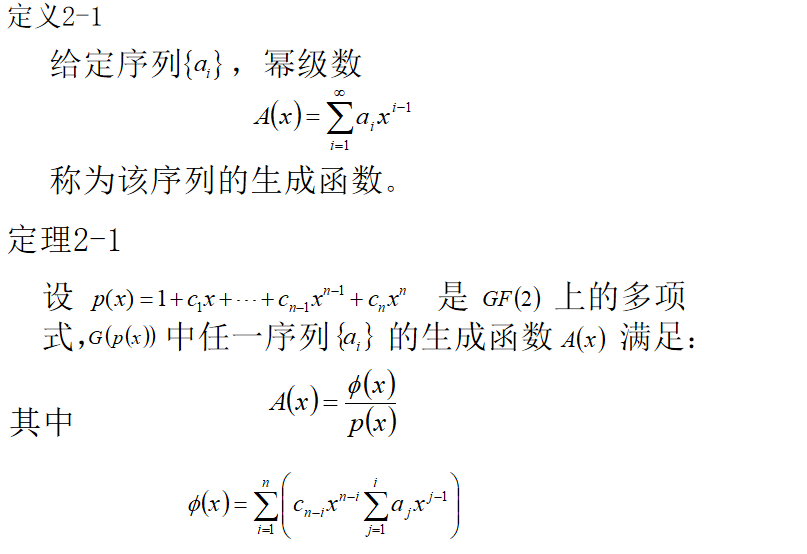 定义2-1
给定序列{a_i}，幂级数
A(x)=\sum_{i=1}^{\infty} a_i x^{i-1}
称为该序列的生成函数。
定理2-1
设 p(x)=1+c_1x+⋯+c_{n-1}x^{n-1}+c_nx^n 是 GF(2) 上的多项
式，G(p(x)) 中任一序列{a_i} 的生成函数 A(x) 满足：
A(x)=\frac{\phi(x)}{p(x)}
其中
\phi(x)=\sum_{i=1}^{n}\left(c_{n-i}x^{n-i}\sum_{j=1}^{i}a_jx^{j-1}\right)